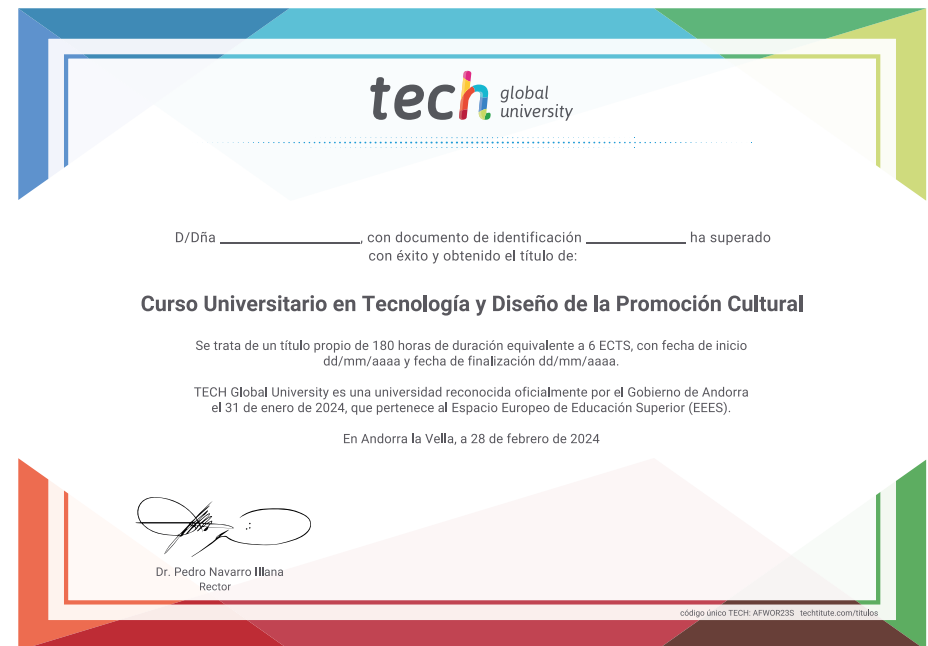 tech global
university
D/Dña ____________________, con documento de identificación ______________ ha superado
con éxito y obtenido el título de:
Curso Universitario en Tecnología y Diseño de la Promoción Cultural
Se trata de un título propio de 180 horas de duración equivalente a 6 ECTS, con fecha de inicio
dd/mm/aaaa y fecha de finalización dd/mm/aaaa.
TECH Global University es una universidad reconocida oficialmente por el Gobierno de Andorra
el 31 de enero de 2024, que pertenece al Espacio Europeo de Educación Superior (EEES).
En Andorra la Vella, a 28 de febrero de 2024
Dr. Pedro Navarro Illana
Rector
código único TECH: AFWOR23S techtitute.com/titulos